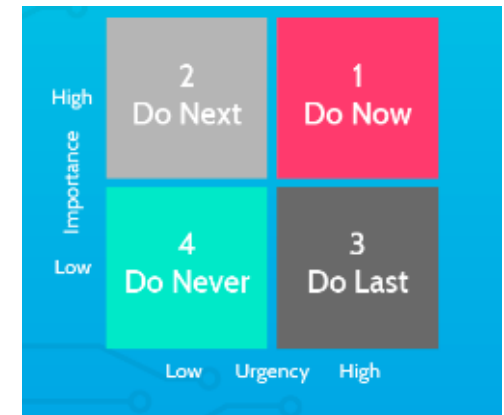 2
Do Next
1
Do Now
High
Importance
Low
4
Do Never
3
Do Last
Low Urgency High